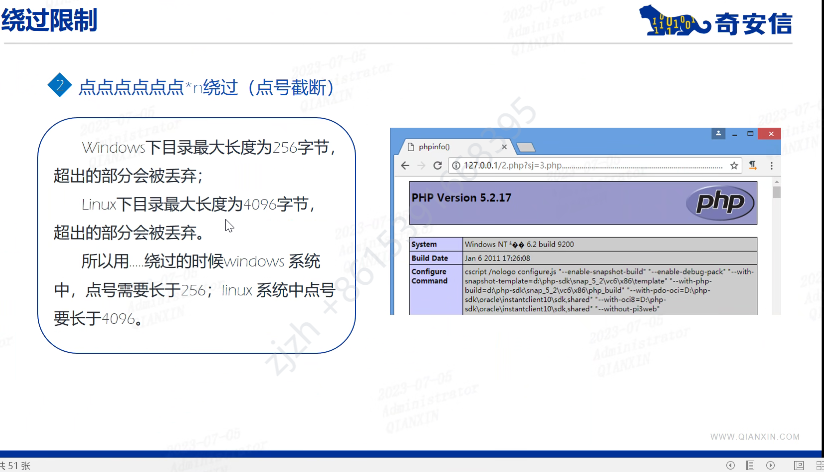 绕过限制
奇安信
2 点点点点点点*n绕过（点号截断）
Windows下目录最大长度为256字节，
超出的部分会被丢弃；
Linux下目录最大长度为4096字节，
超出的部分会被丢弃。
所以用.....绕过的时候windows 系统
中，点号需要长于256；linux 系统中点号
要长于4096。
phpinfo()
127.0.0.1/2.php?sj=3.php................................................
PHP Version 5.2.17
php
System Windows NT 6.2 build 9200
Build Date Jan 6 2011 17:26:08
Configure Command cscript /nologo configure.js "--enable-snapshot-build" "--enable-debug-pack" "--with-
snapshot-template=d:\php-sdk\snap_5_2\vc6\x86\template" "--with-php-
build=d:\php-sdk\snap_5_2\vc6\x86\php_build" "--with-pdo-oci=D:\php-
sdk\oracle\instantclient10\sdk,shared" "--with-oci8=D:\php-
sdk\oracle\instantclient10\sdk,shared" "--without-pi3web"
2023-07-05
Administrator
QIANXIN
WWW.QIANXIN.COM
共 51 张